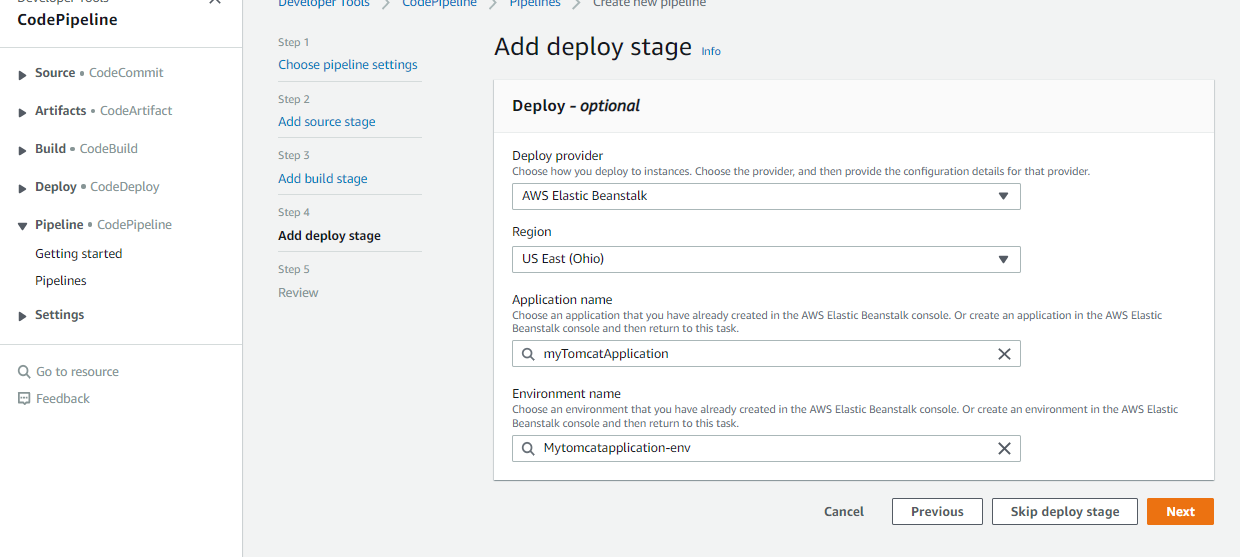 Developer Tools
CodePipeline
Source • CodeCommit
Artifacts • CodeArtifact
Build • CodeBuild
Deploy • CodeDeploy
Pipeline • CodePipeline
Getting started
Pipelines
Settings
Go to resource
Feedback
Developer Tools > CodePipeline > Pipelines > Create new pipeline
Step 1
Choose pipeline settings
Step 2
Add source stage
Step 3
Add build stage
Step 4
Add deploy stage
Step 5
Review
Add deploy stage Info
Deploy - optional
Deploy provider
Choose how you deploy to instances. Choose the provider, and then provide the configuration details for that provider.
AWS Elastic Beanstalk
Region
US East (Ohio)
Application name
Choose an application that you have already created in the AWS Elastic Beanstalk console. Or create an application in the AWS Elastic
Beanstalk console and then return to this task.
myTomcatApplication
Environment name
Choose an environment that you have already created in the AWS Elastic Beanstalk console. Or create an environment in the AWS Elastic
Beanstalk console and then return to this task.
Mytomcatapplication-env
Cancel
Previous
Skip deploy stage
Next